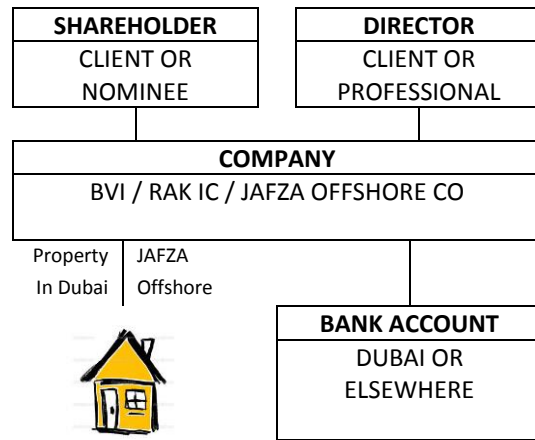 SHAREHOLDER
CLIENT OR
NOMINEE
DIRECTOR
CLIENT OR
PROFESSIONAL
COMPANY
BVI / RAK IC / JAFZA OFFSHORE CO
Property
In Dubai
JAFZA
Offshore
BANK ACCOUNT
DUBAI OR
ELSEWHERE